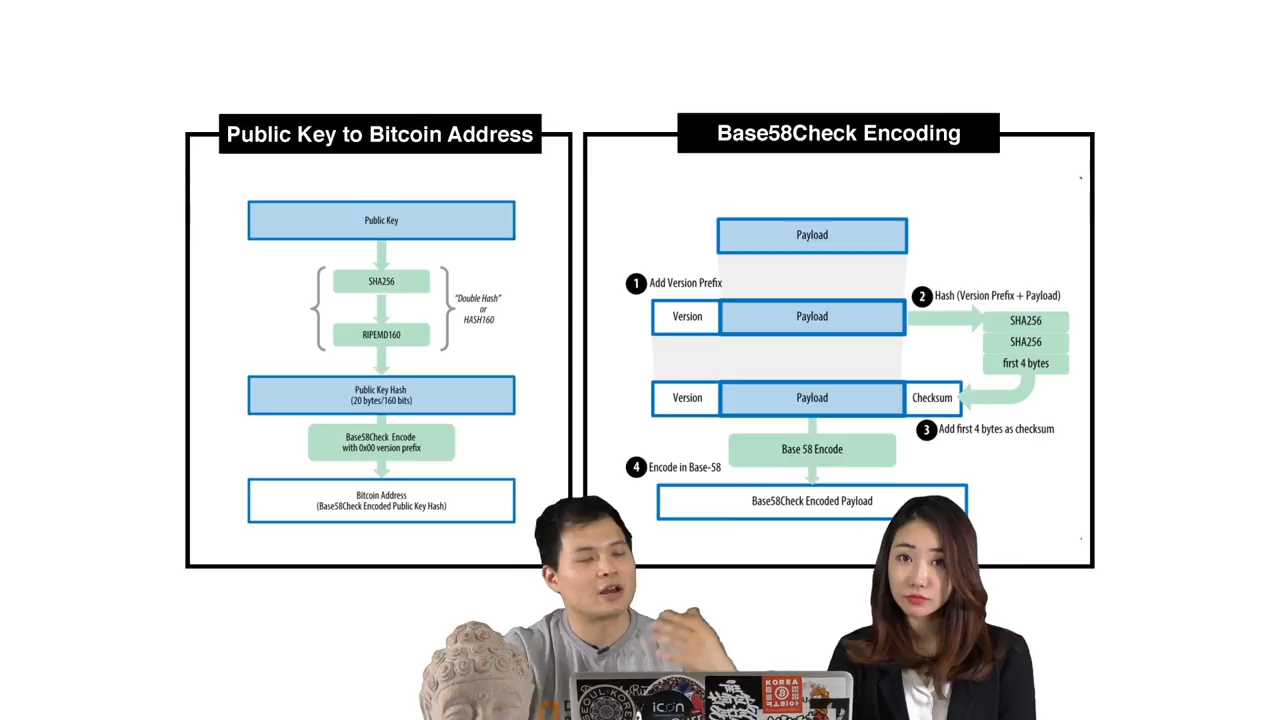 Public Key to Bitcoin Address
Public Key
SHA256
RIPEMD160
"Double Hash"
or
HASH160
Public Key Hash
(20 bytes/160 bits)
Base58Check Encode
with 0x00 version prefix
Bitcoin Address
(Base58Check Encoded Public Key Hash)
Base58Check Encoding
Payload
1 Add Version Prefix
Version
Payload
2 Hash (Version Prefix + Payload)
SHA256
SHA256
first 4 bytes
Version
Payload
Checksum
3 Add first 4 bytes as checksum
Base 58 Encode
4 Encode in Base-58
Base58Check Encoded Payload
SEOUL KOREA
icon
KOREA